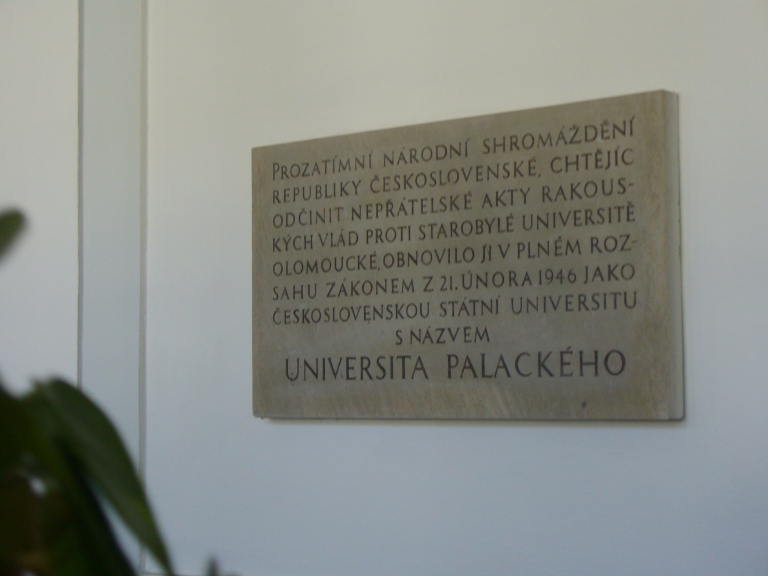 PROZATÍMNÍ NÁRODNÍ SHROMÁŽDĚNÍ
REPUBLIKY ČESKOSLOVENSKÉ, CHTĚJÍC
ODČINIT NEPŘÁTELSKÉ AKTY RAKOUS-
KÝCH VLÁD PROTI STAROBYLÉ UNIVERSITĚ
OLOMOUCKÉ, OBNOVILO JI V PLNÉM ROZ-
SAHU ZÁKONEM Z 21. ÚNORA 1946 JAKO
ČESKOSLOVENSKOU STÁTNÍ UNIVERSITU
S NÁZVEM
UNIVERSITA PALACKÉHO